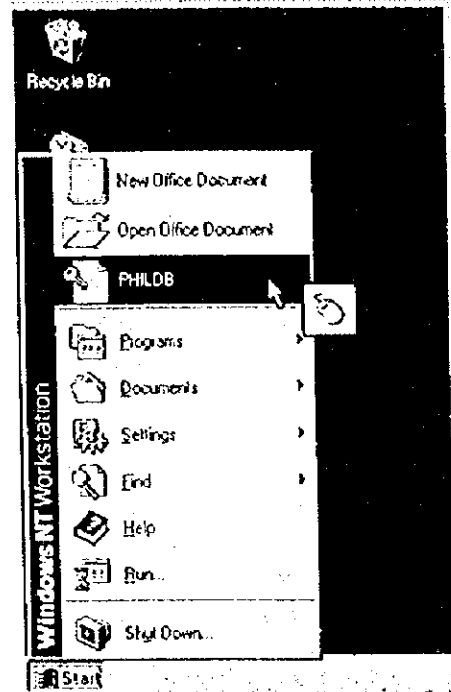 Recycle Bin
New Office Document
Open Office Document
PHILDB
Programs
Documents
Settings
Find
Help
Run...
Shut Down...
Windows NT Workstation
Start